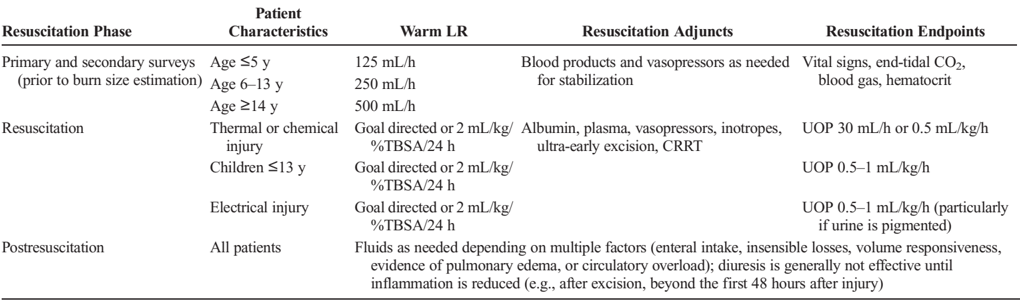 Resuscitation Phase Patient Characteristics Warm LR Resuscitation Adjuncts Resuscitation Endpoints
Primary and secondary surveys (prior to burn size estimation) Age ≤5 y 125 mL/h Blood products and vasopressors as needed for stabilization Vital signs, end-tidal CO₂, blood gas, hematocrit
Age 6–13 y 250 mL/h
Age ≥14 y 500 mL/h
Resuscitation Thermal or chemical injury Goal directed or 2 mL/kg/%TBSA/24 h Albumin, plasma, vasopressors, inotropes, ultra-early excision, CRRT UOP 30 mL/h or 0.5 mL/kg/h
Children ≤13 y Goal directed or 2 mL/kg/%TBSA/24 h UOP 0.5–1 mL/kg/h
Electrical injury Goal directed or 2 mL/kg/%TBSA/24 h UOP 0.5–1 mL/kg/h (particularly if urine is pigmented)
Postresuscitation All patients Fluids as needed depending on multiple factors (enteral intake, insensible losses, volume responsiveness,
evidence of pulmonary edema, or circulatory overload); diuresis is generally not effective until
inflammation is reduced (e.g., after excision, beyond the first 48 hours after injury)